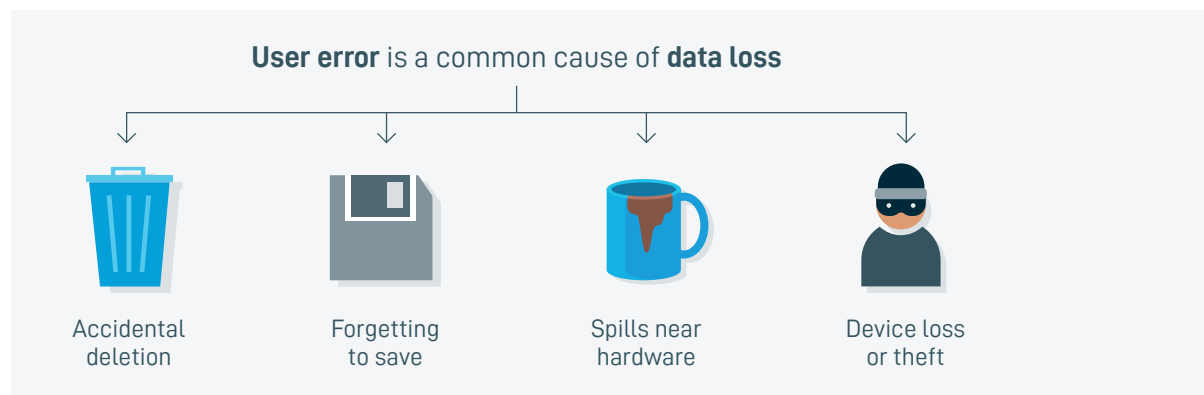 User error is a common cause of data loss
Accidental
deletion
Forgetting
to save
Spills near
hardware
Device loss
or theft